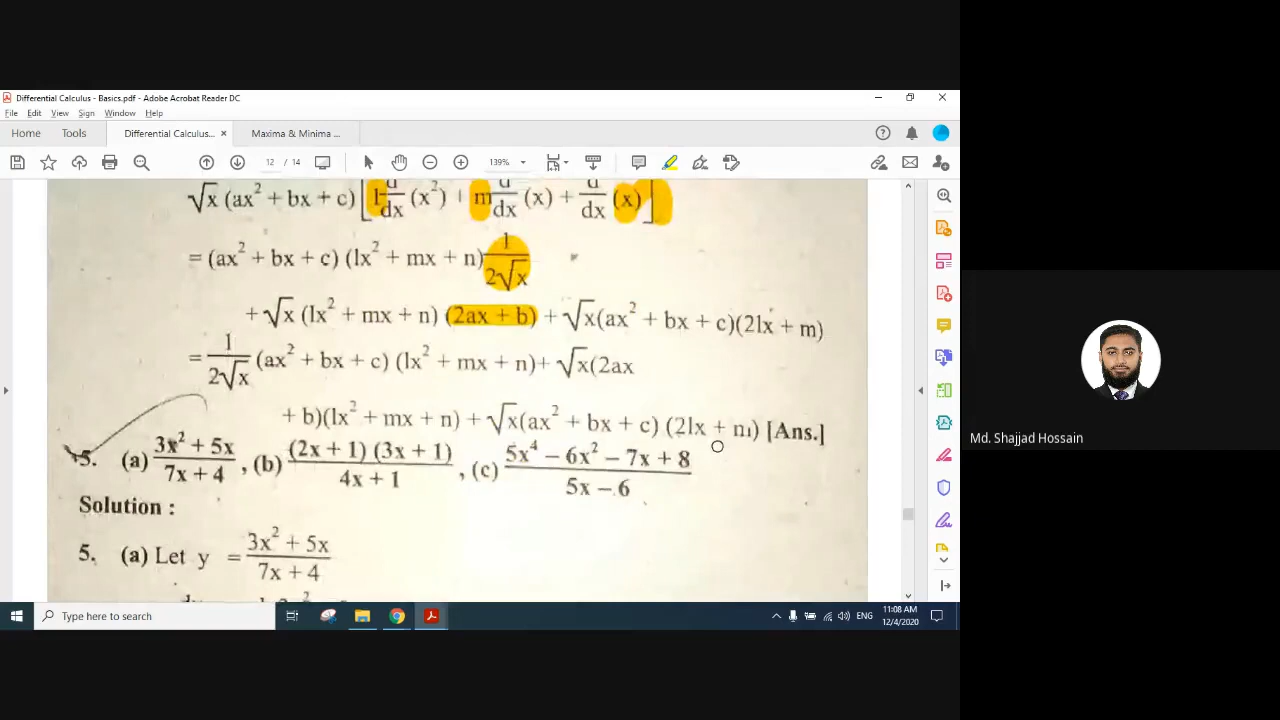 Differential Calculus - Basics.pdf - Adobe Acrobat Reader DC
File Edit View Sign Window Help
Home Tools Differential Calculus... × Maxima & Minima ...
12 / 14 139%
√x (ax² + bx + c) [l d/dx (x²) + m d/dx (x) + d/dx (x)]
= (ax² + bx + c) (lx² + mx + n) 1/2√x
+ √x (lx² + mx + n) (2ax + b) + √x(ax² + bx + c)(2lx + m)
= 1/2√x (ax² + bx + c) (lx² + mx + n)+ √x(2ax
+ b)(lx² + mx + n) + √x(ax² + bx + c) (2lx + m) [Ans.]
5. (a) 3x² + 5x/7x + 4 , (b) (2x + 1) (3x + 1)/4x + 1 , (c) 5x⁴ – 6x² – 7x + 8/5x – 6
Solution :
5. (a) Let y = 3x² + 5x/7x + 4
Type here to search
ENG
11:08 AM
12/4/2020
Md. Shajjad Hossain